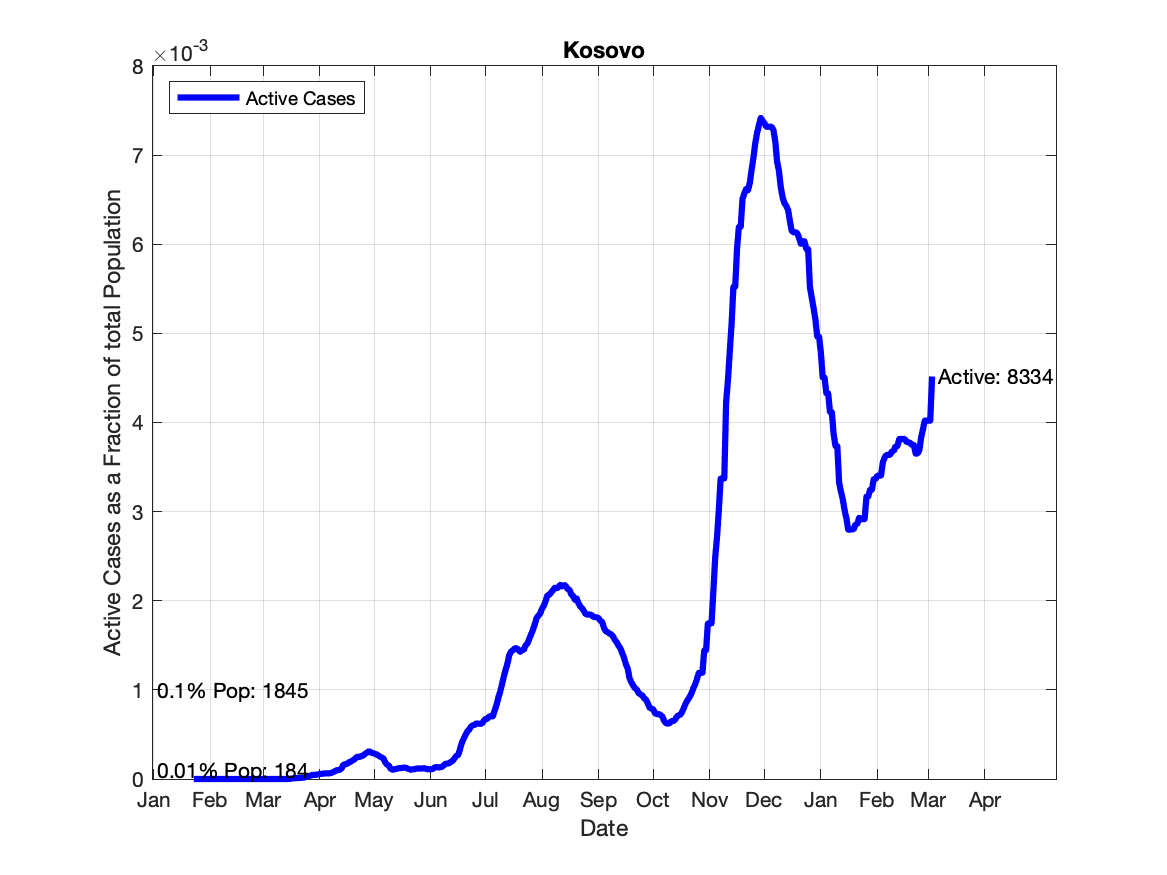 Kosovo
×10-3
Active Cases
8
7
6
5
4
3
2
1
0
Active Cases as a Fraction of total Population
Active: 8334
0.1% Pop: 1845
0.01% Pop: 184
Jan Feb Mar Apr May Jun Jul Aug Sep Oct Nov Dec Jan Feb Mar Apr
Date